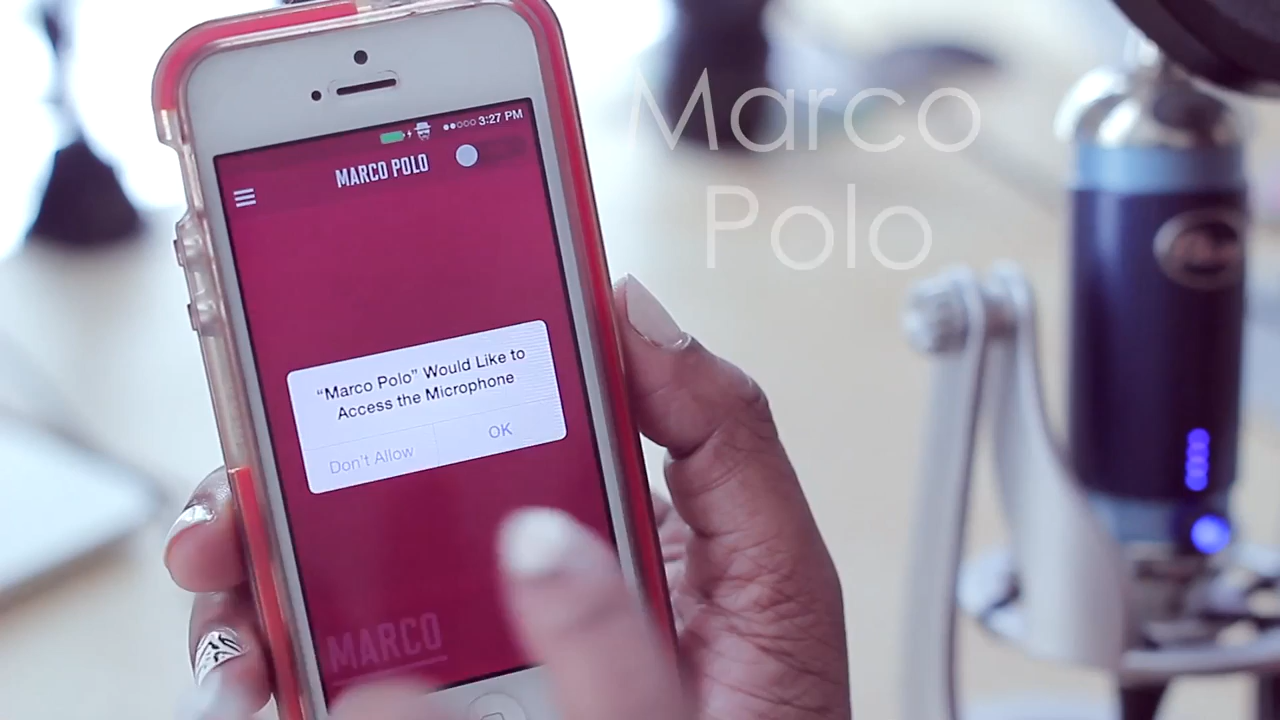 Marco
Polo
3:27 PM
MARCO POLO
“Marco Polo” Would Like to
Access the Microphone
Don’t Allow
OK
MARCO